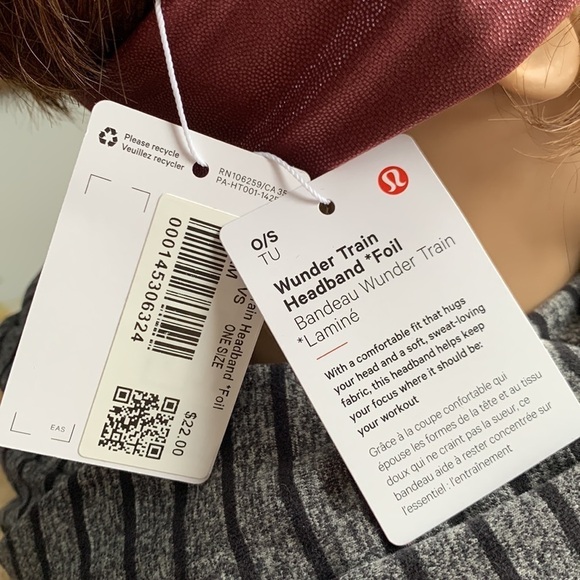 Please recycle
Veuillez recycler
RN106259/CA
PA-HT001-142
EAS
0001453063324
VS
Train Headband *Foil
ONE SIZE
$22.00
O/S
TU
Wunder Train
Headband *Foil
Bandeau Wunder Train
*Laminé
With a comfortable fit that hugs
your head and a soft, sweat-loving
fabric, this headband helps keep
your focus where it should be:
your workout
Grâce à la coupe confortable qui
épouse les formes de la tête et au tissu
doux qui ne craint pas la sueur, ce
bandeau aide à rester concentrée sur
l'essentiel : l'entraînement